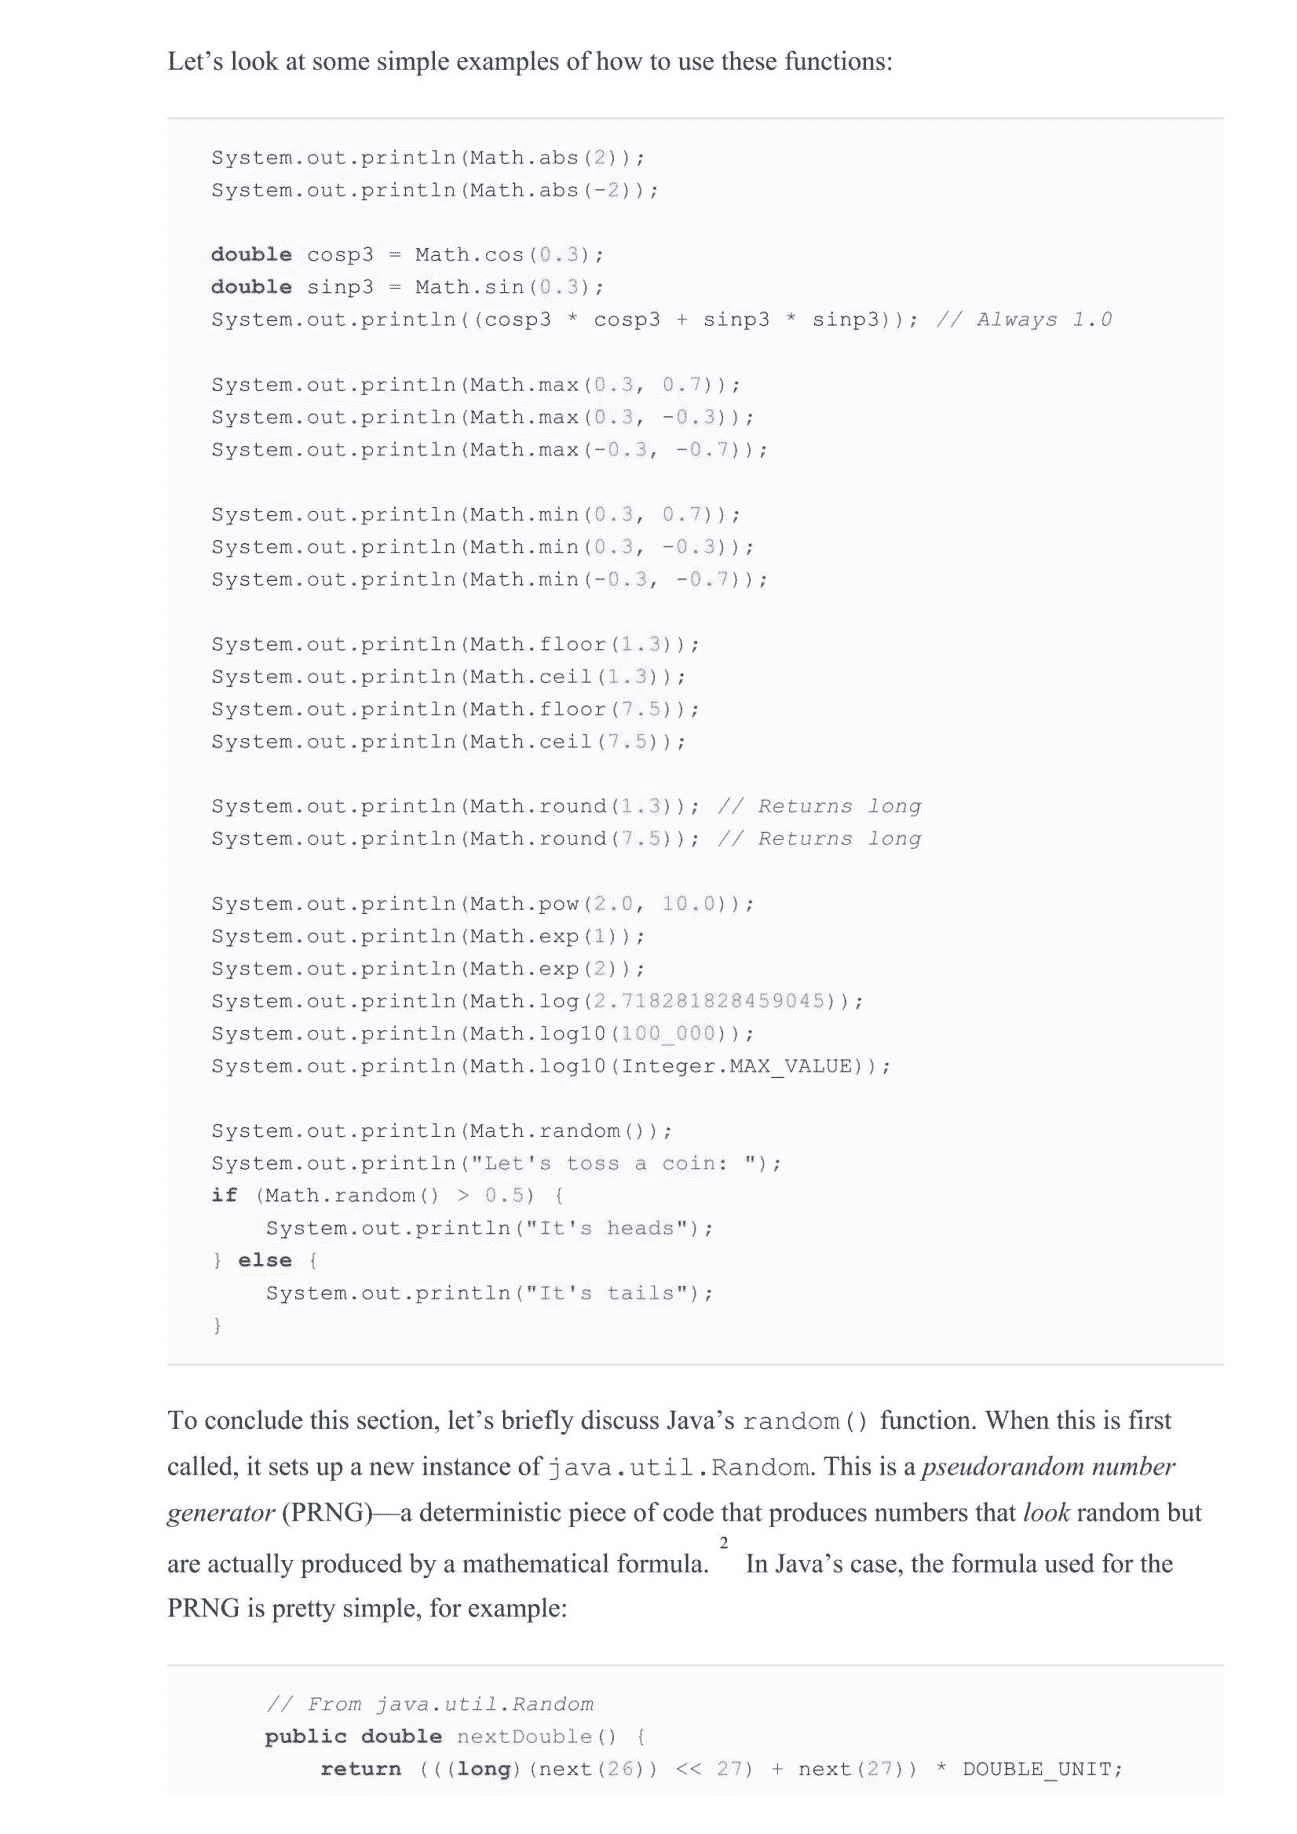 Let’s look at some simple examples of how to use these functions:
System.out.println(Math.abs(2));
System.out.println(Math.abs(-2));
double cosp3 = Math.cos(0.3);
double sinp3 = Math.sin(0.3);
System.out.println((cosp3 * cosp3 + sinp3 * sinp3)); // Always 1.0
System.out.println(Math.max(0.3, 0.7));
System.out.println(Math.max(0.3, -0.3));
System.out.println(Math.max(-0.3, -0.7));
System.out.println(Math.min(0.3, 0.7));
System.out.println(Math.min(0.3, -0.3));
System.out.println(Math.min(-0.3, -0.7));
System.out.println(Math.floor(1.3));
System.out.println(Math.ceil(1.3));
System.out.println(Math.floor(7.5));
System.out.println(Math.ceil(7.5));
System.out.println(Math.round(1.3)); // Returns long
System.out.println(Math.round(7.5)); // Returns long
System.out.println(Math.pow(2.0, 10.0));
System.out.println(Math.exp(1));
System.out.println(Math.exp(2));
System.out.println(Math.log(2.718281828459045));
System.out.println(Math.log10(100_000));
System.out.println(Math.log10(Integer.MAX_VALUE));
System.out.println(Math.random());
System.out.println("Let's toss a coin: ");
if (Math.random() > 0.5) {
    System.out.println("It's heads");
} else {
    System.out.println("It's tails");
}
To conclude this section, let’s briefly discuss Java’s random() function. When this is first
called, it sets up a new instance of java.util.Random. This is a pseudorandom number
generator (PRNG)—a deterministic piece of code that produces numbers that look random but
are actually produced by a mathematical formula. 2 In Java’s case, the formula used for the
PRNG is pretty simple, for example:
// From java.util.Random
public double nextDouble() {
    return (((long)(next(26)) << 27) + next(27)) * DOUBLE_UNIT;